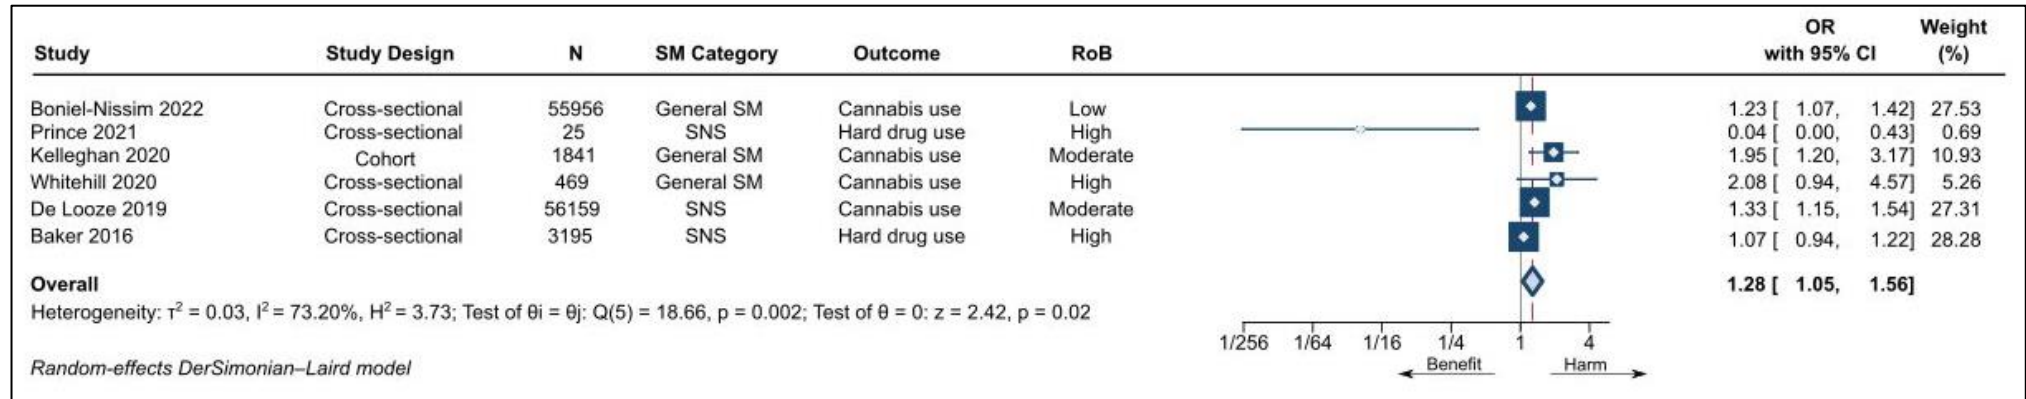 OR Weight
Study Study Design N SM Category Outcome RoB with 95% CI (%)
Boniel-Nissim 2022 Cross-sectional 55956 General SM Cannabis use Low 1.23 [ 1.07, 1.42] 27.53
Prince 2021 Cross-sectional 25 SNS Hard drug use High 0.04 [ 0.00, 0.43] 0.69
Kelleghan 2020 Cohort 1841 General SM Cannabis use Moderate 1.95 [ 1.20, 3.17] 10.93
Whitehill 2020 Cross-sectional 469 General SM Cannabis use High 2.08 [ 0.94, 4.57] 5.26
De Looze 2019 Cross-sectional 56159 SNS Cannabis use Moderate 1.33 [ 1.15, 1.54] 27.31
Baker 2016 Cross-sectional 3195 SNS Hard drug use High 1.07 [ 0.94, 1.22] 28.28
Overall 1.28 [ 1.05, 1.56]
Heterogeneity: τ² = 0.03, I² = 73.20%, H² = 3.73; Test of θi = θj: Q(5) = 18.66, p = 0.002; Test of θ = 0: z = 2.42, p = 0.02
1/256 1/64 1/16 1/4 1 4
Benefit Harm
Random-effects DerSimonian–Laird model